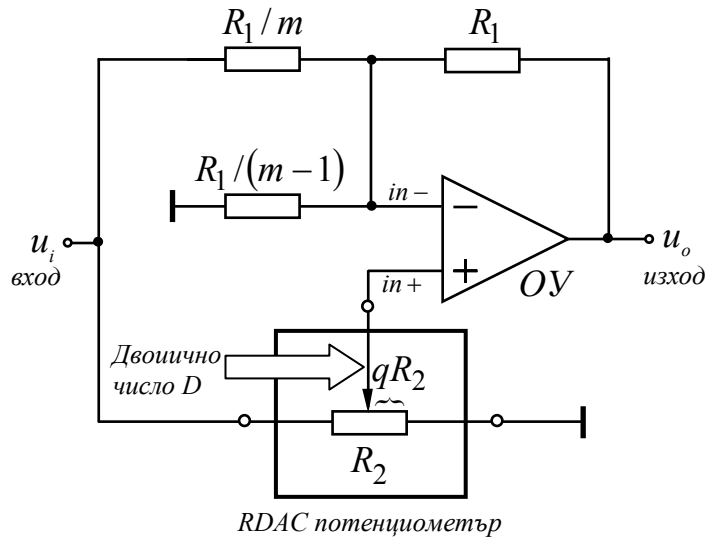 R₁/m
R₁
R₁/(m−1)
in−
−
u_i
вход
+
in+
ОУ
u_o
изход
Двоично
число D
qR₂
R₂
RDAC потенциометър